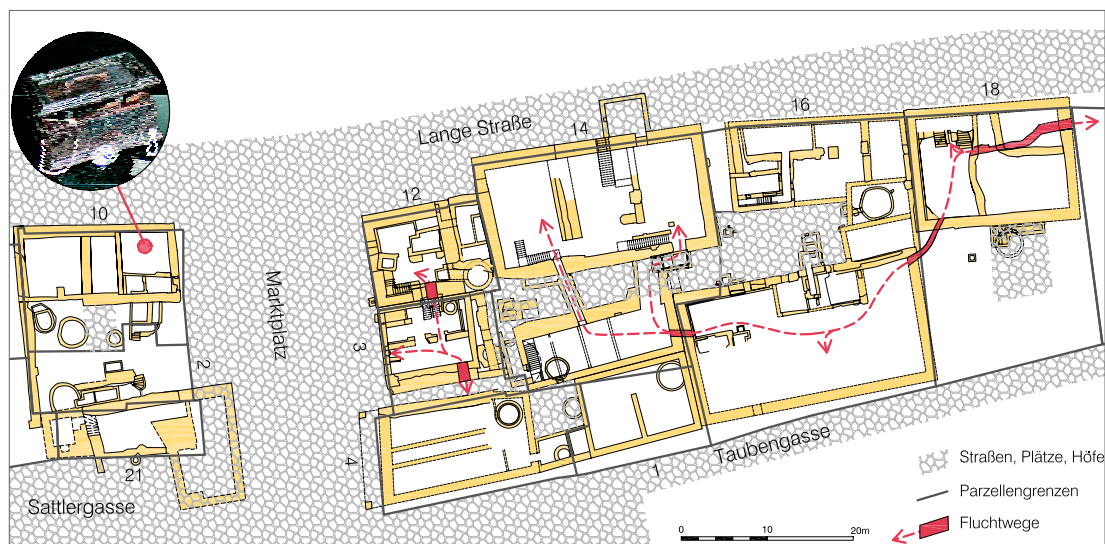 Lange Straße
10
12
14
16
18
Marktplatz
3
2
4
21
1
Taubengasse
Sattlergasse
Straßen, Plätze, Höfe
Parzellengrenzen
Fluchtwege
0 10 20m